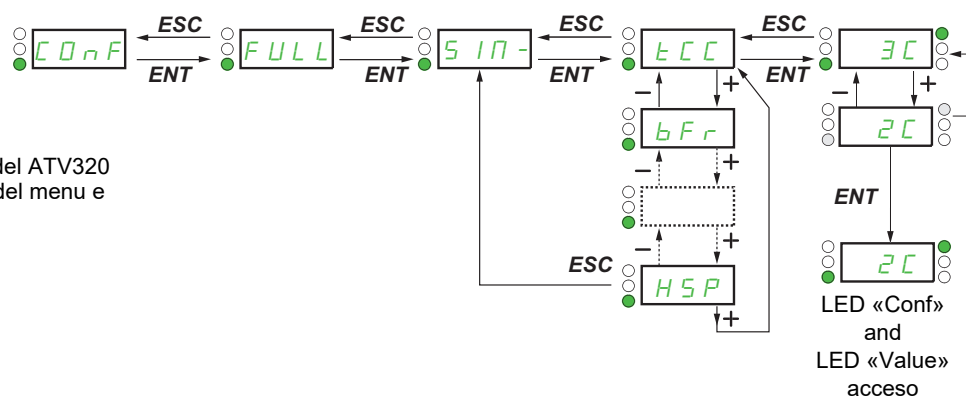 ESC ESC ESC ESC
COnF FULL SIM- tCC 3C
ENT ENT ENT ENT
- + - +
bFr 2C
del ATV320
del menu e
- +
ENT
- +
ESC
HSP 2C
+
LED «Conf»
and
LED «Value»
acceso